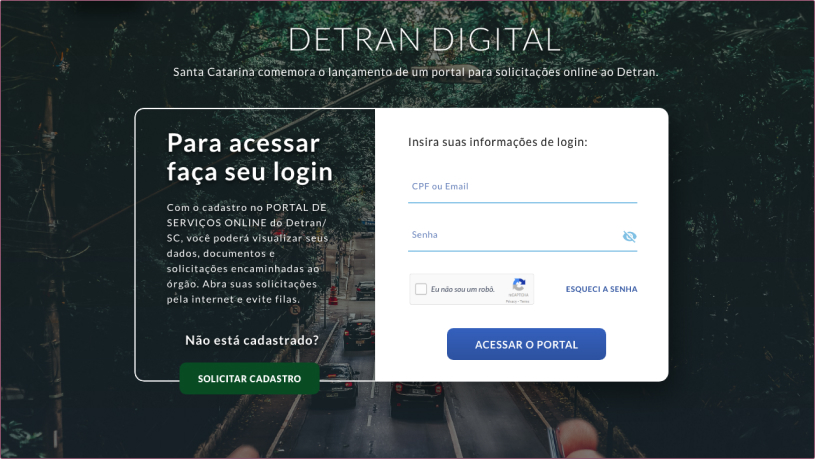 DETRAN DIGITAL
Santa Catarina comemora o lançamento de um portal para solicitações online ao Detran.
Para acessar
faça seu login
Com o cadastro no PORTAL DE
SERVIÇOS ONLINE do Detran/
SC, você poderá visualizar seus
dados, documentos e
solicitações encaminhadas ao
órgão. Abra suas solicitações
pela internet e evite filas.
Não está cadastrado?
SOLICITAR CADASTRO
Insira suas informações de login:
CPF ou Email
Senha
Eu não sou um robô.
reCAPTCHA
Privacy - Terms
ESQUECI A SENHA
ACESSAR O PORTAL